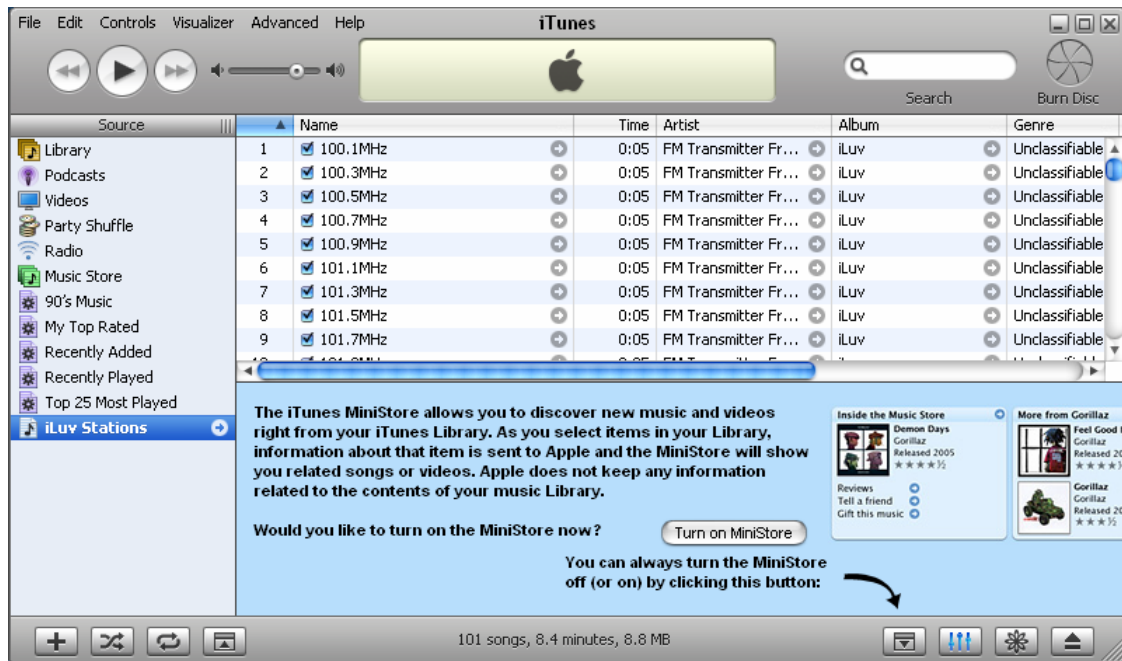 File Edit Controls Visualizer Advanced Help iTunes
Search Burn Disc
Source Name Time Artist Album Genre
Library
Podcasts
Videos
Party Shuffle
Radio
Music Store
90's Music
My Top Rated
Recently Added
Recently Played
Top 25 Most Played
iLuv Stations
1 100.1MHz 0:05 FM Transmitter Fr... iLuv Unclassifiable
2 100.3MHz 0:05 FM Transmitter Fr... iLuv Unclassifiable
3 100.5MHz 0:05 FM Transmitter Fr... iLuv Unclassifiable
4 100.7MHz 0:05 FM Transmitter Fr... iLuv Unclassifiable
5 100.9MHz 0:05 FM Transmitter Fr... iLuv Unclassifiable
6 101.1MHz 0:05 FM Transmitter Fr... iLuv Unclassifiable
7 101.3MHz 0:05 FM Transmitter Fr... iLuv Unclassifiable
8 101.5MHz 0:05 FM Transmitter Fr... iLuv Unclassifiable
9 101.7MHz 0:05 FM Transmitter Fr... iLuv Unclassifiable
The iTunes MiniStore allows you to discover new music and videos
right from your iTunes Library. As you select items in your Library,
information about that item is sent to Apple and the MiniStore will show
you related songs or videos. Apple does not keep any information
related to the contents of your music Library.
Would you like to turn on the MiniStore now? Turn on MiniStore
You can always turn the MiniStore
off (or on) by clicking this button:
Inside the Music Store
Demon Days
Gorillaz
Released 2005
Reviews
Tell a friend
Gift this music
More from Gorillaz
Feel Good
Gorillaz
Released
Gorillaz
Gorillaz
Released
101 songs, 8.4 minutes, 8.8 MB